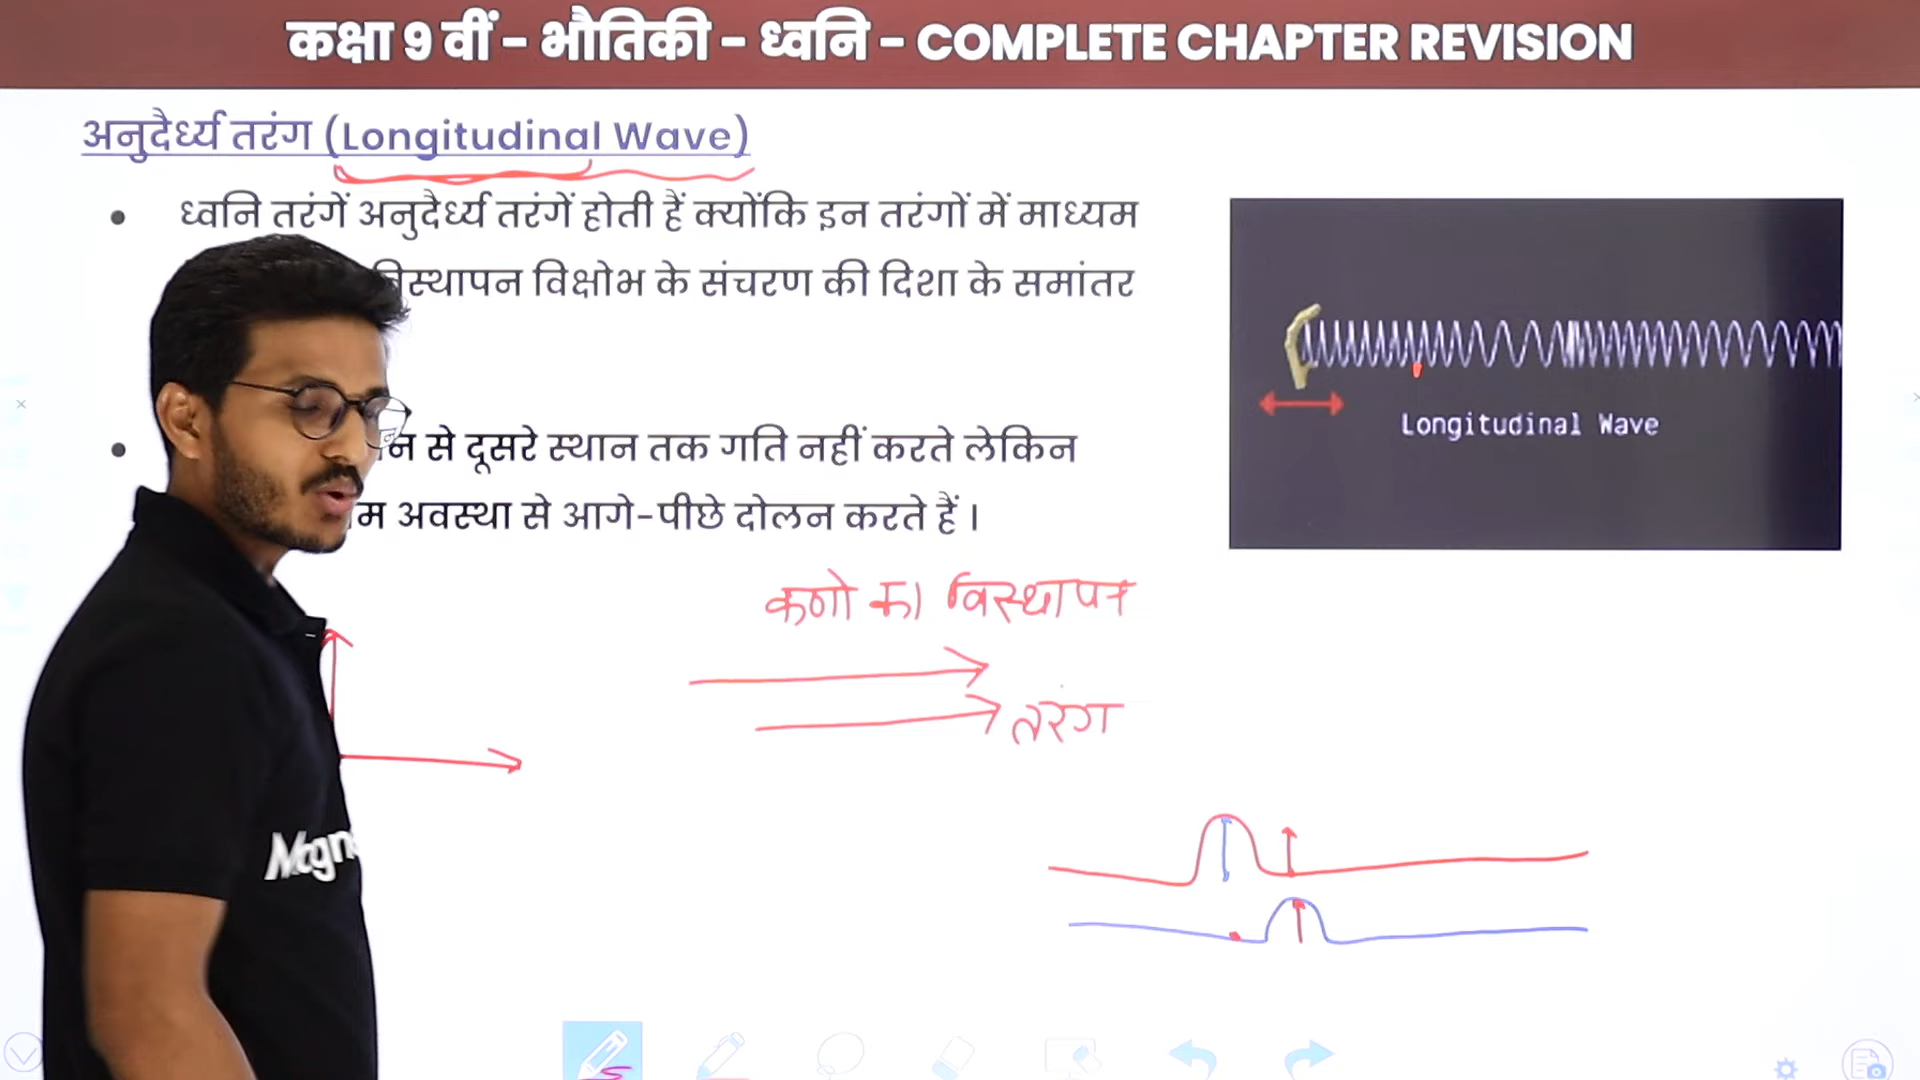 कक्षा 9 वीं - भौतिकी - ध्वनि - COMPLETE CHAPTER REVISION
अनुदैर्ध्य तरंग (Longitudinal Wave)
ध्वनि तरंगें अनुदैर्ध्य तरंगें होती हैं क्योंकि इन तरंगों में माध्यम
विस्थापन विक्षोभ के संचरण की दिशा के समांतर
Longitudinal Wave
से दूसरे स्थान तक गति नहीं करते लेकिन
अवस्था से आगे-पीछे दोलन करते हैं ।
कणो का विस्थापन
तरंग
Magn